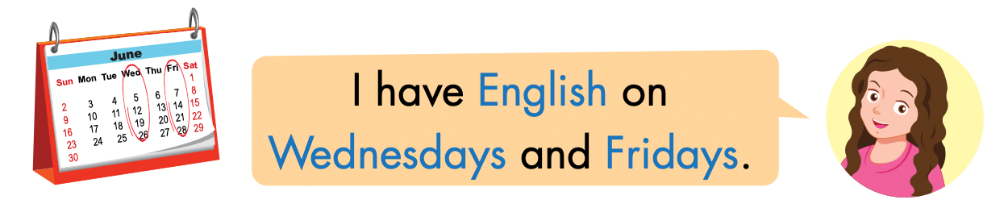 June
Sun Mon Tue Wed Thu Fri Sat
1
2 3 4 5 6 7 8
9 10 11 12 13 14 15
16 17 18 19 20 21 22
23 24 25 26 27 28 29
30
I have English on
Wednesdays and Fridays.